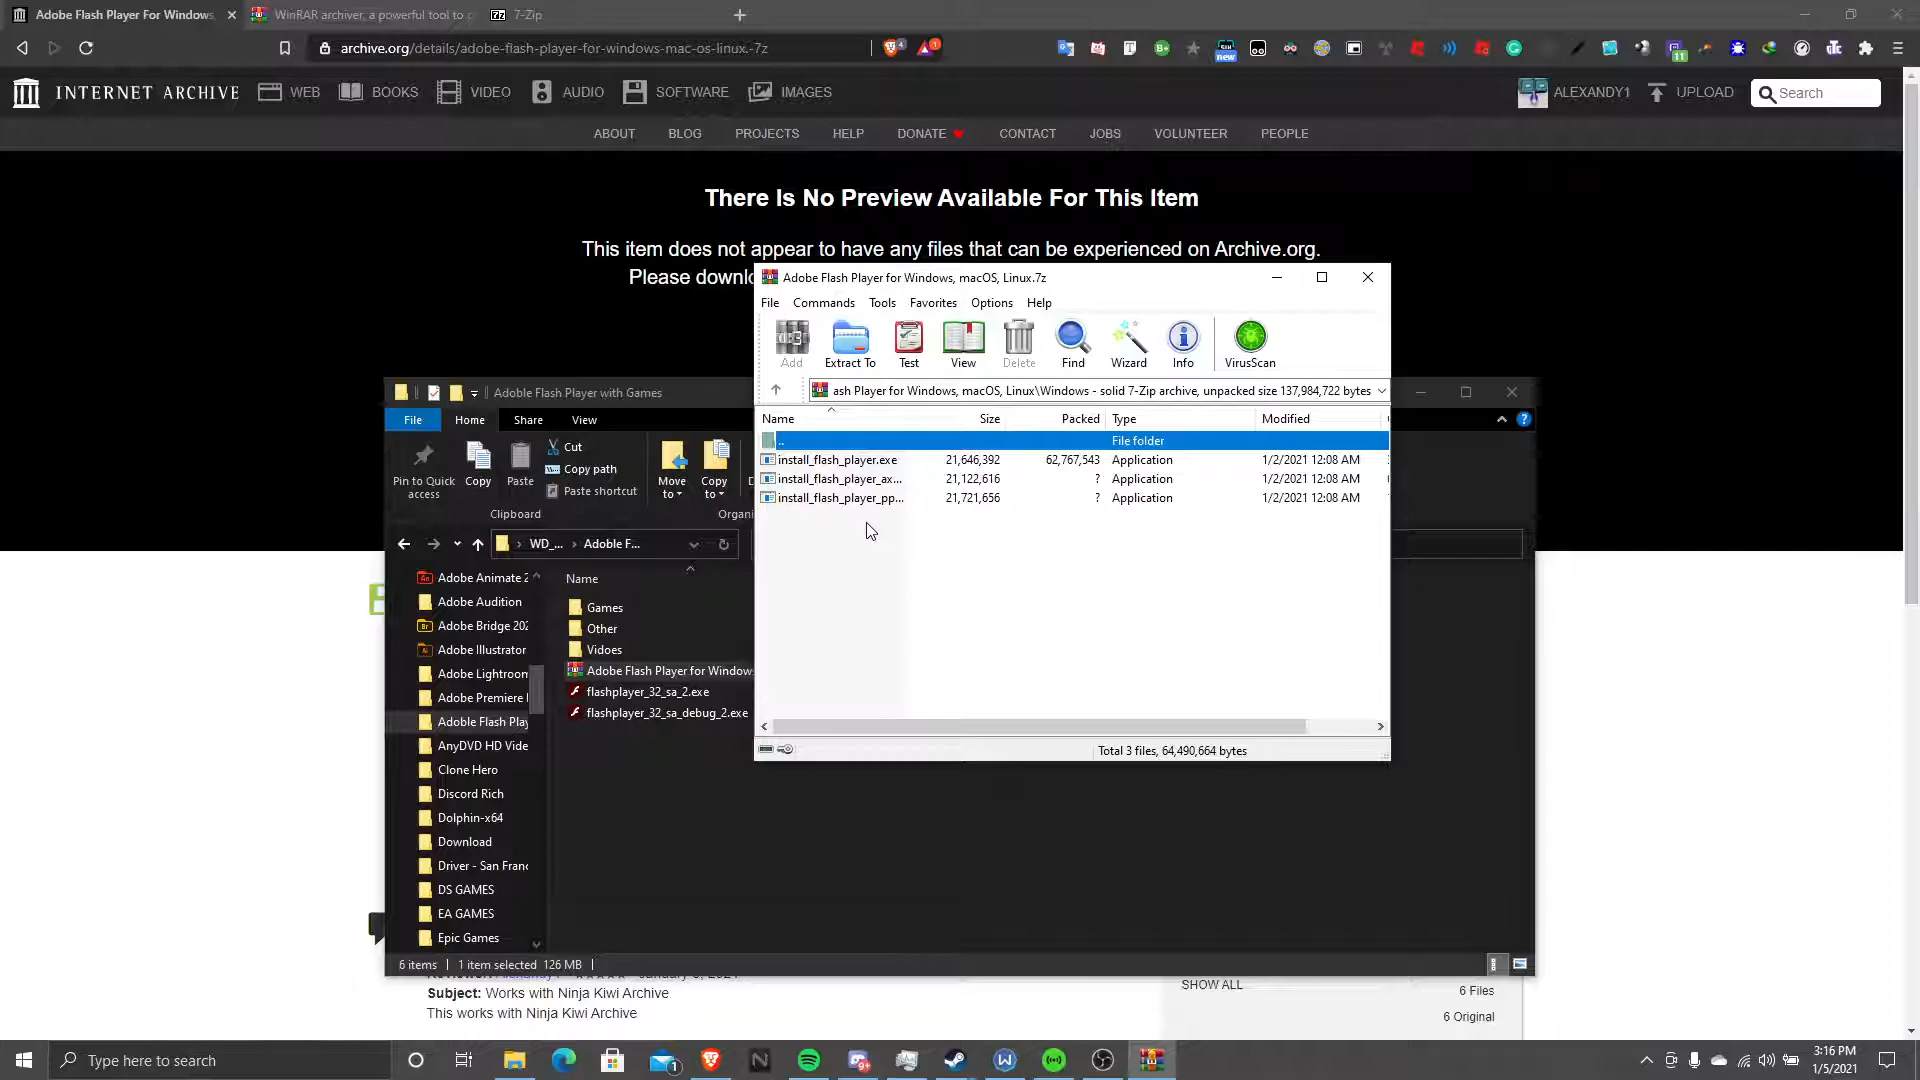 Adobe Flash Player For Windows,
WinRAR archiver, a powerful tool to p
7z 7-Zip
archive.org/details/adobe-flash-player-for-windows-mac-os-linux.-7z
4
1
new
11
INTERNET ARCHIVE
WEB
BOOKS
VIDEO
AUDIO
SOFTWARE
IMAGES
ALEXANDY1
UPLOAD
Search
ABOUT
BLOG
PROJECTS
HELP
DONATE
CONTACT
JOBS
VOLUNTEER
PEOPLE
There Is No Preview Available For This Item
This item does not appear to have any files that can be experienced on Archive.org.
Please downlo
Adobe Flash Player for Windows, macOS, Linux.7z
File
Commands
Tools
Favorites
Options
Help
Add
Extract To
Test
View
Delete
Find
Wizard
Info
VirusScan
ash Player for Windows, macOS, Linux\Windows - solid 7-Zip archive, unpacked size 137,984,722 bytes
Name Size Packed Type Modified
.. File folder
install_flash_player.exe 21,646,392 62,767,543 Application 1/2/2021 12:08 AM
install_flash_player_ax... 21,122,616 ? Application 1/2/2021 12:08 AM
install_flash_player_pp... 21,721,656 ? Application 1/2/2021 12:08 AM
Total 3 files, 64,490,664 bytes
Adoble Flash Player with Games
File
Home
Share
View
Pin to Quick access
Copy
Paste
Cut
Copy path
Paste shortcut
Move to
Copy to
Clipboard
Organi
WD_... › Adoble F...
Adobe Animate 2
Adobe Audition
Adobe Bridge 202
Adobe Illustrator
Adobe Lightroom
Adobe Premiere
Adoble Flash Play
AnyDVD HD Vide
Clone Hero
Discord Rich
Dolphin-x64
Download
Driver - San Franc
DS GAMES
EA GAMES
Epic Games
Name
Games
Other
Vidoes
Adobe Flash Player for Windows
flashplayer_32_sa_2.exe
flashplayer_32_sa_debug_2.exe
6 items
1 item selected 126 MB
Subject: Works with Ninja Kiwi Archive
This works with Ninja Kiwi Archive
SHOW ALL
6 Files
6 Original
Type here to search
1
9+
3:16 PM
1/5/2021